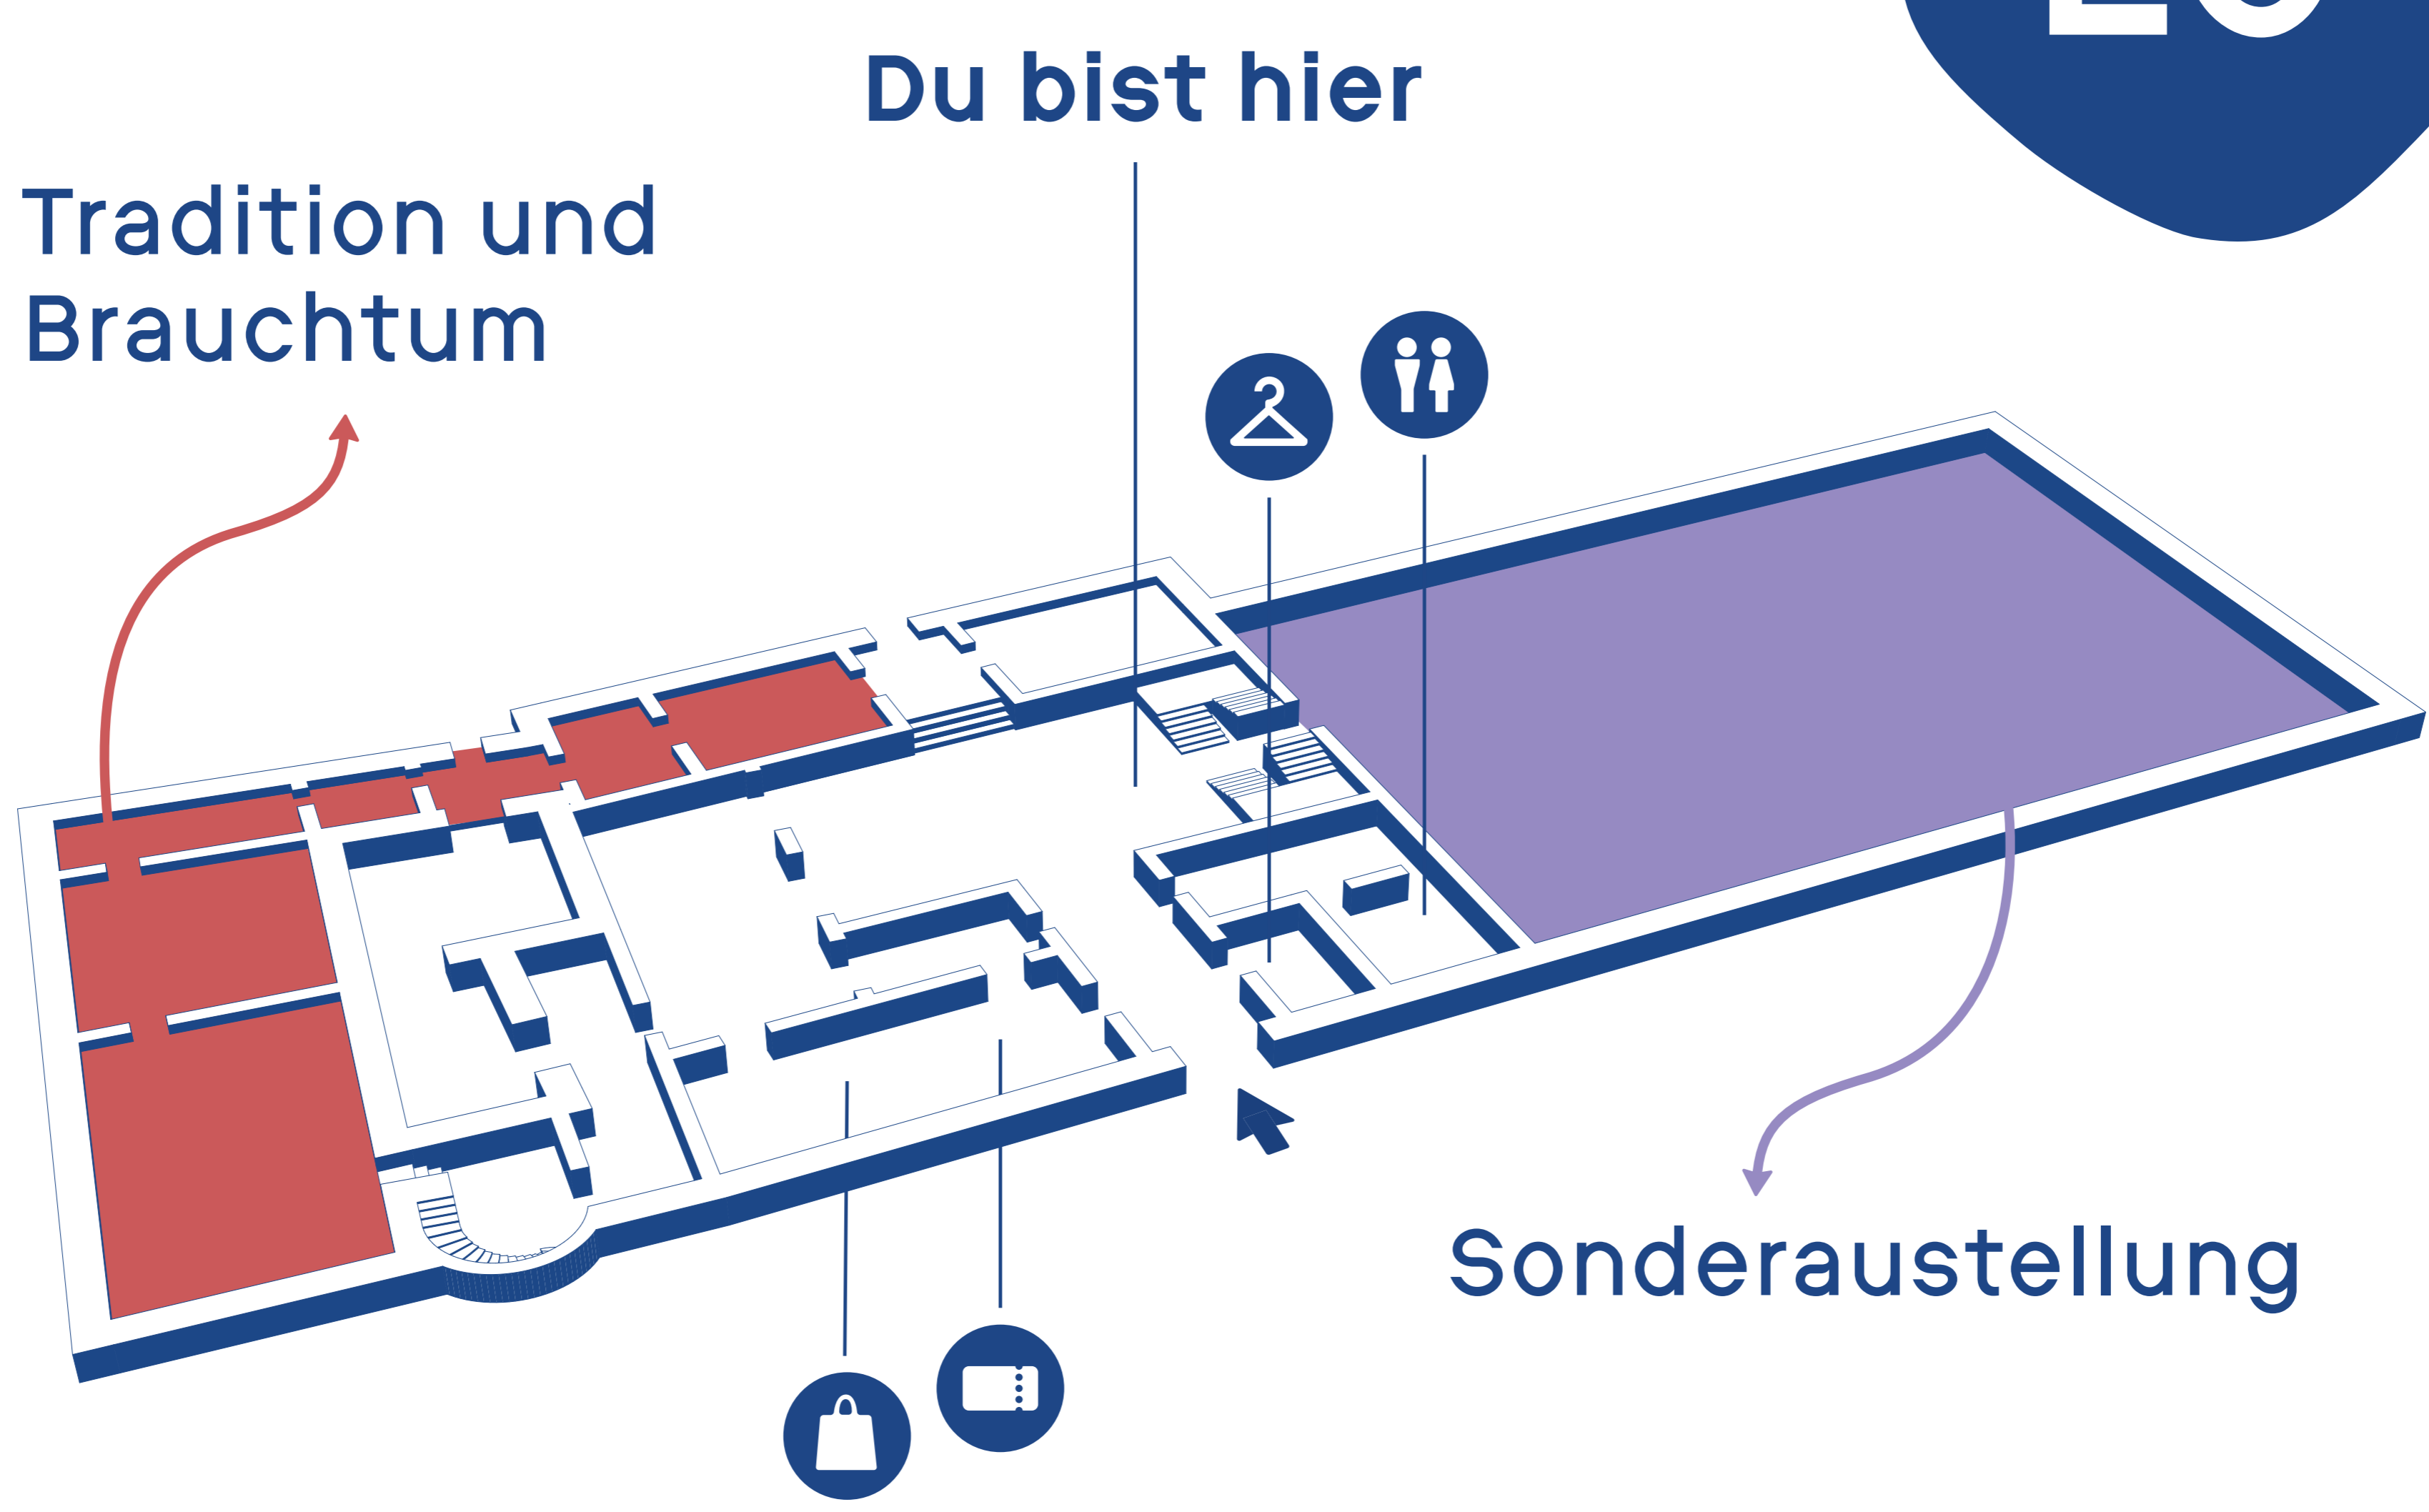 Du bist hier
Tradition und
Brauchtum
Sonderaustellung